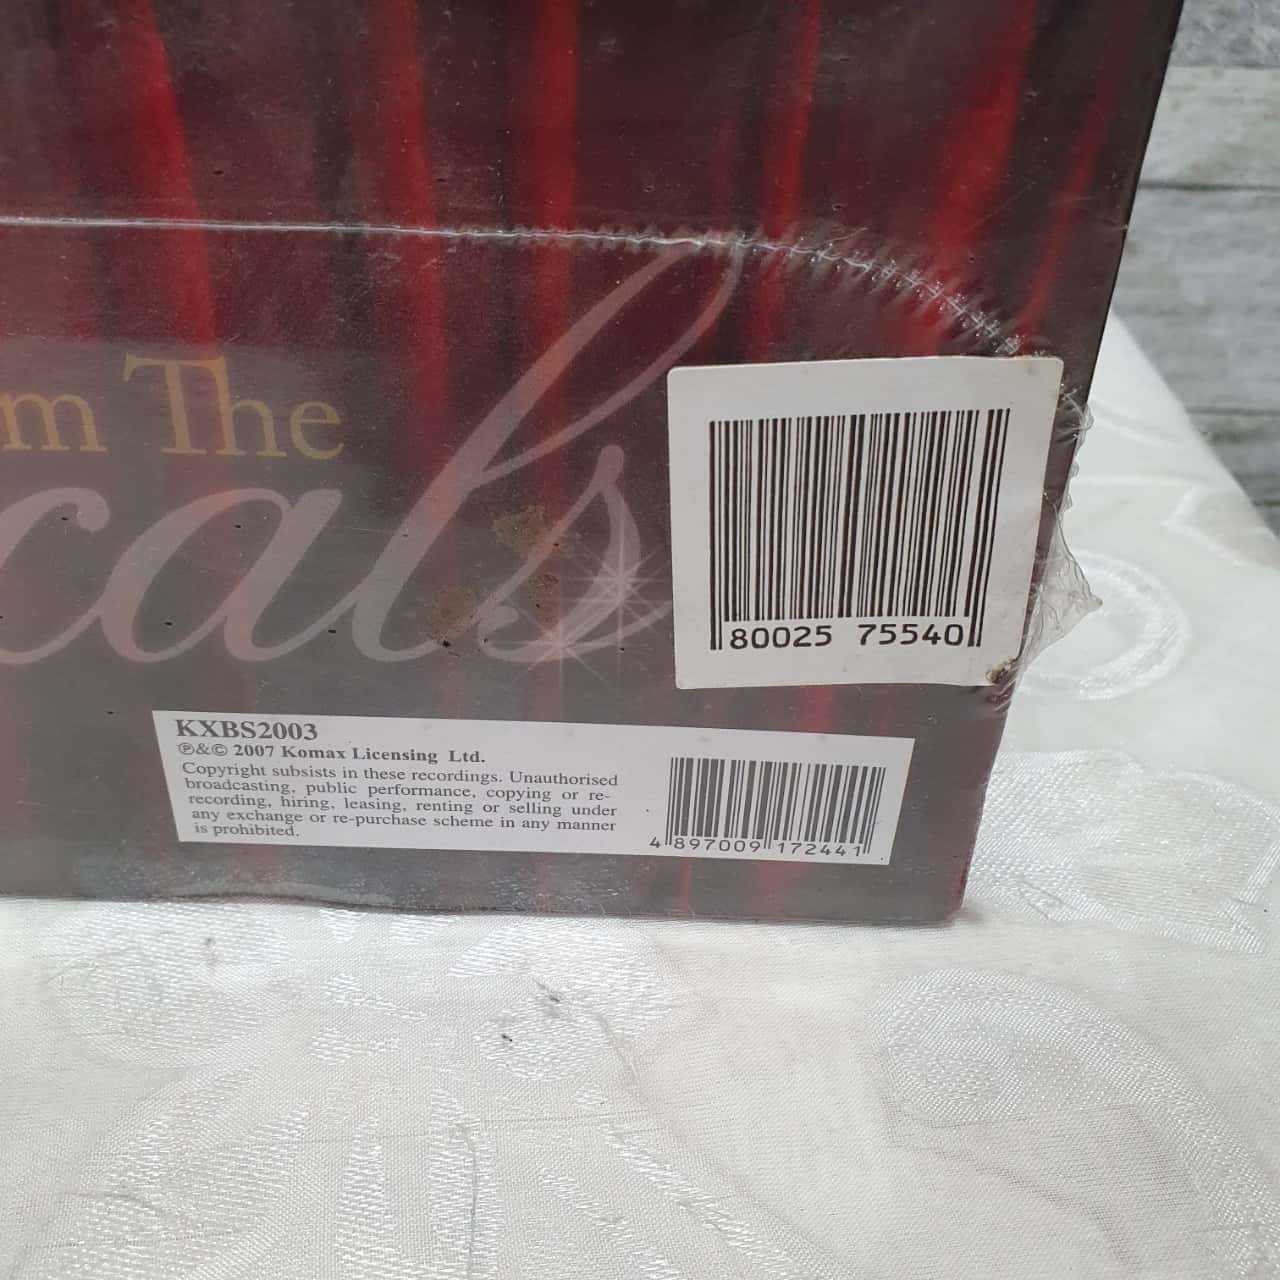 m The
cals
80025 75540
KXBS2003
℗&© 2007 Komax Licensing Ltd.
Copyright subsists in these recordings. Unauthorised
broadcasting, public performance, copying or re-
recording, hiring, leasing, renting or selling under
any exchange or re-purchase scheme in any manner
is prohibited.
4 897009 172441